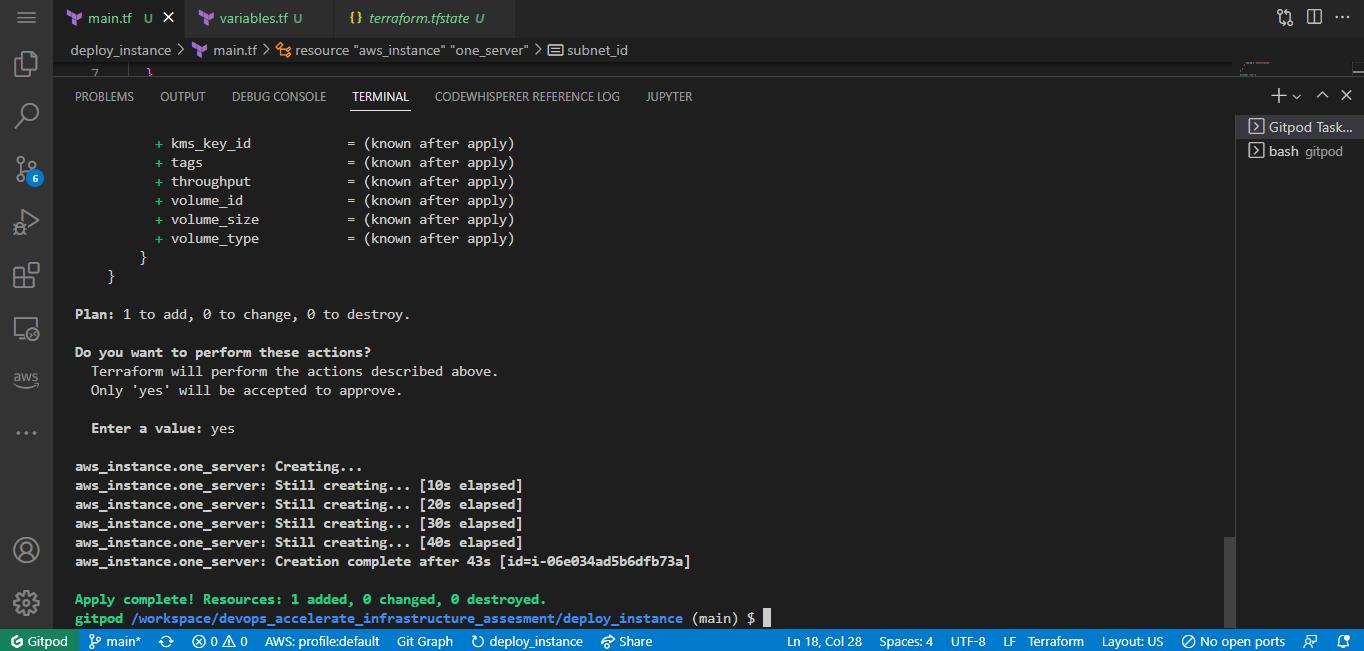 main.tf U variables.tf U {} terraform.tfstate U
deploy_instance > main.tf > resource "aws_instance" "one_server" > subnet_id
7 }
PROBLEMS OUTPUT DEBUG CONSOLE TERMINAL CODEWHISPERER REFERENCE LOG JUPYTER
Gitpod Task...
bash gitpod
+ kms_key_id = (known after apply)
+ tags = (known after apply)
+ throughput = (known after apply)
+ volume_id = (known after apply)
+ volume_size = (known after apply)
+ volume_type = (known after apply)
}
}
Plan: 1 to add, 0 to change, 0 to destroy.
Do you want to perform these actions?
Terraform will perform the actions described above.
Only 'yes' will be accepted to approve.
Enter a value: yes
aws_instance.one_server: Creating...
aws_instance.one_server: Still creating... [10s elapsed]
aws_instance.one_server: Still creating... [20s elapsed]
aws_instance.one_server: Still creating... [30s elapsed]
aws_instance.one_server: Still creating... [40s elapsed]
aws_instance.one_server: Creation complete after 43s [id=i-06e034ad5b6dfb73a]
Apply complete! Resources: 1 added, 0 changed, 0 destroyed.
gitpod /workspace/devops_accelerate_infrastructure_assesment/deploy_instance (main) $
6
aws
Gitpod main* 0 0 AWS: profile:default Git Graph deploy_instance Share Ln 18, Col 28 Spaces: 4 UTF-8 LF Terraform Layout: US No open ports